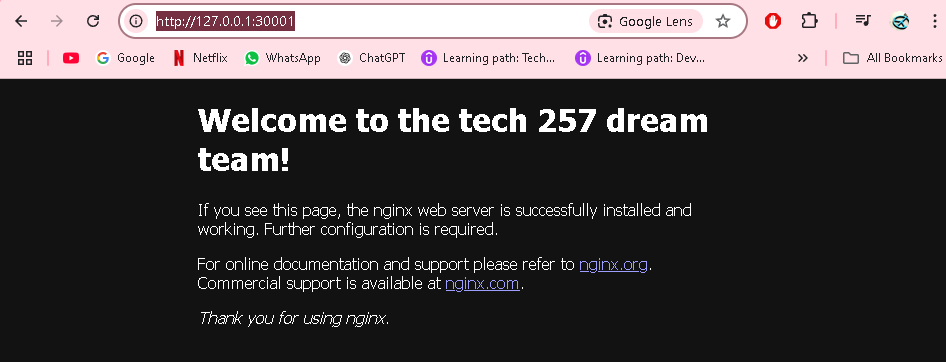 http://127.0.0.1:30001
Google Lens
Google
Netflix
WhatsApp
ChatGPT
Learning path: Tech...
Learning path: Dev...
»
All Bookmarks
Welcome to the tech 257 dream
team!
If you see this page, the nginx web server is successfully installed and
working. Further configuration is required.
For online documentation and support please refer to nginx.org.
Commercial support is available at nginx.com.
Thank you for using nginx.